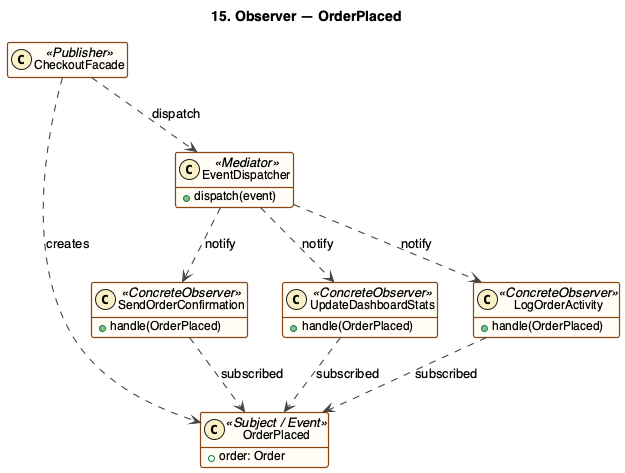 15. Observer — OrderPlaced
C «Publisher»
CheckoutFacade
dispatch
C «Mediator»
EventDispatcher
dispatch(event)
creates
notify
notify
notify
C «ConcreteObserver»
SendOrderConfirmation
handle(OrderPlaced)
C «ConcreteObserver»
UpdateDashboardStats
handle(OrderPlaced)
C «ConcreteObserver»
LogOrderActivity
handle(OrderPlaced)
subscribed
subscribed
subscribed
C «Subject / Event»
OrderPlaced
order: Order